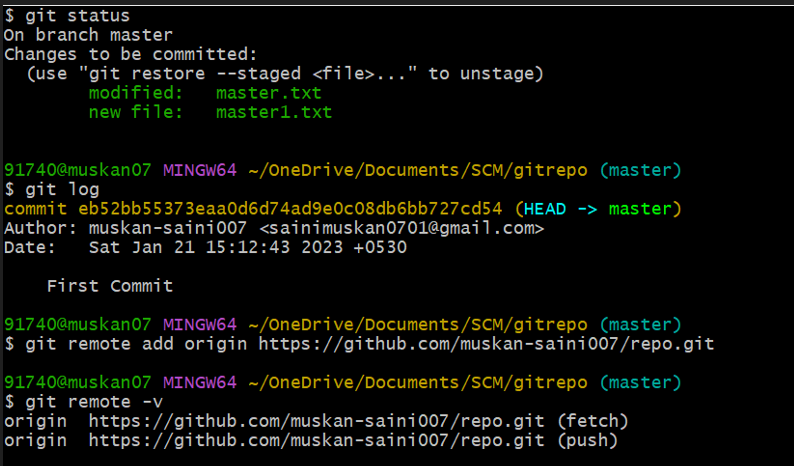 $ git status
On branch master
Changes to be committed:
  (use "git restore --staged <file>..." to unstage)
        modified:   master.txt
        new file:   master1.txt
91740@muskan07 MINGW64 ~/OneDrive/Documents/SCM/gitrepo (master)
$ git log
commit eb52bb55373eaa0d6d74ad9e0c08db6bb727cd54 (HEAD -> master)
Author: muskan-saini007 <sainimuskan0701@gmail.com>
Date:   Sat Jan 21 15:12:43 2023 +0530
    First Commit
91740@muskan07 MINGW64 ~/OneDrive/Documents/SCM/gitrepo (master)
$ git remote add origin https://github.com/muskan-saini007/repo.git
91740@muskan07 MINGW64 ~/OneDrive/Documents/SCM/gitrepo (master)
$ git remote -v
origin  https://github.com/muskan-saini007/repo.git (fetch)
origin  https://github.com/muskan-saini007/repo.git (push)